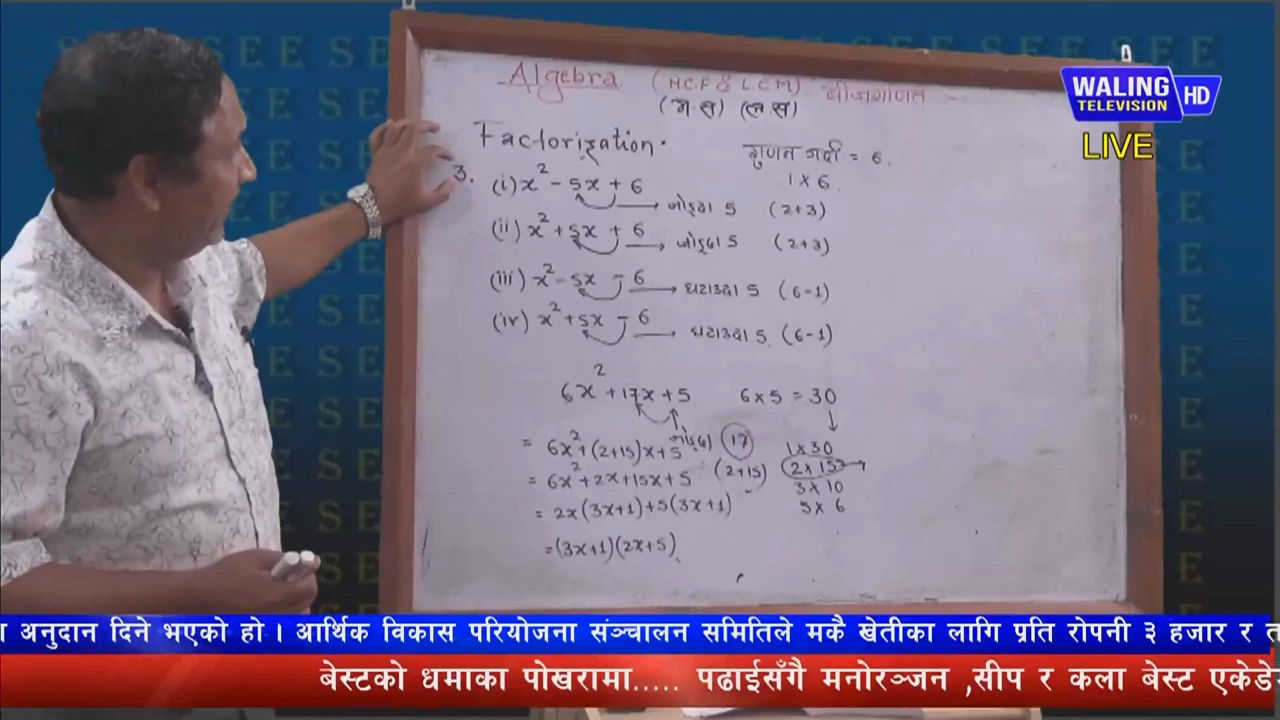 SEE SEE
Algebra (H.C.F & L.C.M) बीजगणित
(म.स) (ल.स)
Factorization.
गुणन गर्दा = 6.
1 × 6
3. (i) x² - 5x + 6 → जोड्दा 5 (2+3)
(ii) x² + 5x + 6 → जोड्दा 5 (2+3)
(iii) x² - 5x - 6 → घटाउदा 5 (6-1)
(iv) x² + 5x - 6 → घटाउदा 5. (6-1)
6x² + 17x + 5 6 × 5 = 30
जोड्दा 17
= 6x² + (2+15)x + 5 1 × 30
= 6x² + 2x + 15x + 5 (2+15) 2 × 15 →
3 × 10
= 2x(3x+1) + 5(3x+1) 5 × 6
= (3x+1)(2x+5)
WALING
TELEVISION HD
LIVE
अनुदान दिने भएको हो । आर्थिक विकास परियोजना सञ्चालन समितिले मकै खेतीका लागि प्रति रोपनी ३ हजार र
बेस्टको धमाका पोखरामा..... पढाईसँगै मनोरञ्जन ,सीप र कला बेस्ट एकेडे